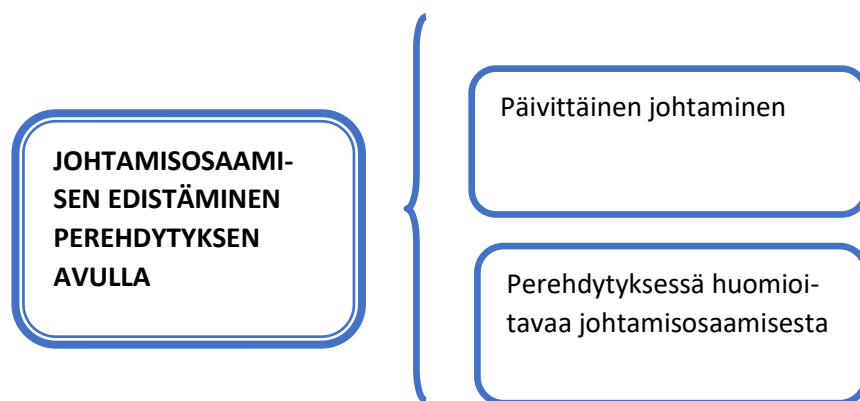 JOHTAMISOSAAMI-
SEN EDISTÄMINEN
PEREHDYTYKSEN
AVULLA
Päivittäinen johtaminen
Perehdytyksessä huomioi-
tavaa johtamisosaamisesta